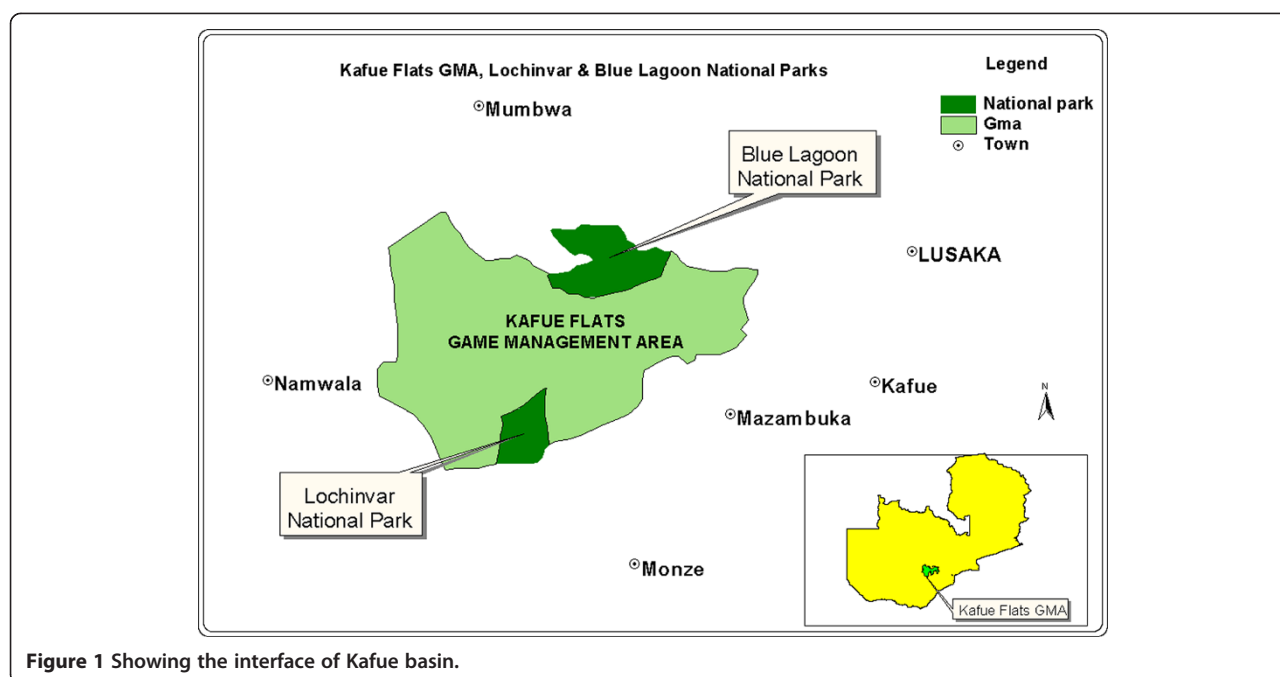 Kafue Flats GMA, Lochinvar & Blue Lagoon National Parks
Legend
National park
Gma
Town
Mumbwa
Blue Lagoon
National Park
LUSAKA
KAFUE FLATS
GAME MANAGEMENT AREA
Namwala
Kafue
N
Mazambuka
Lochinvar
National Park
Monze
Kafue Flats GMA
Figure 1 Showing the interface of Kafue basin.